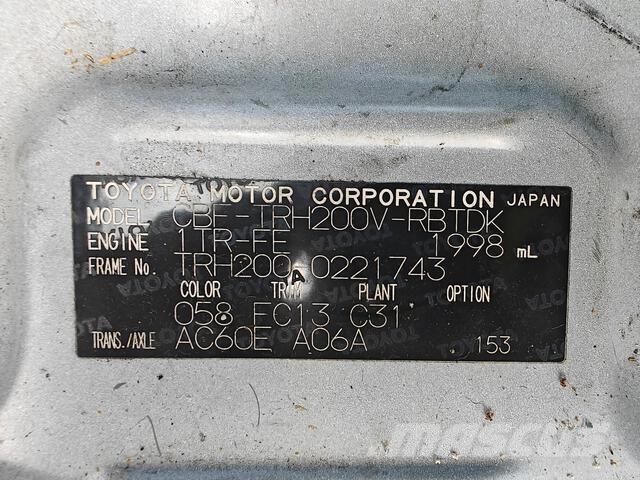 TOYOTA MOTOR CORPORATION JAPAN
MODEL CBF-TRH200V-RBTDK
ENGINE 1TR-FE 1998 mL
FRAME No. TRH200-0221743
COLOR TRIM PLANT OPTION
058 FC13 C31
TRANS./AXLE AC60E A06A 153
mascus